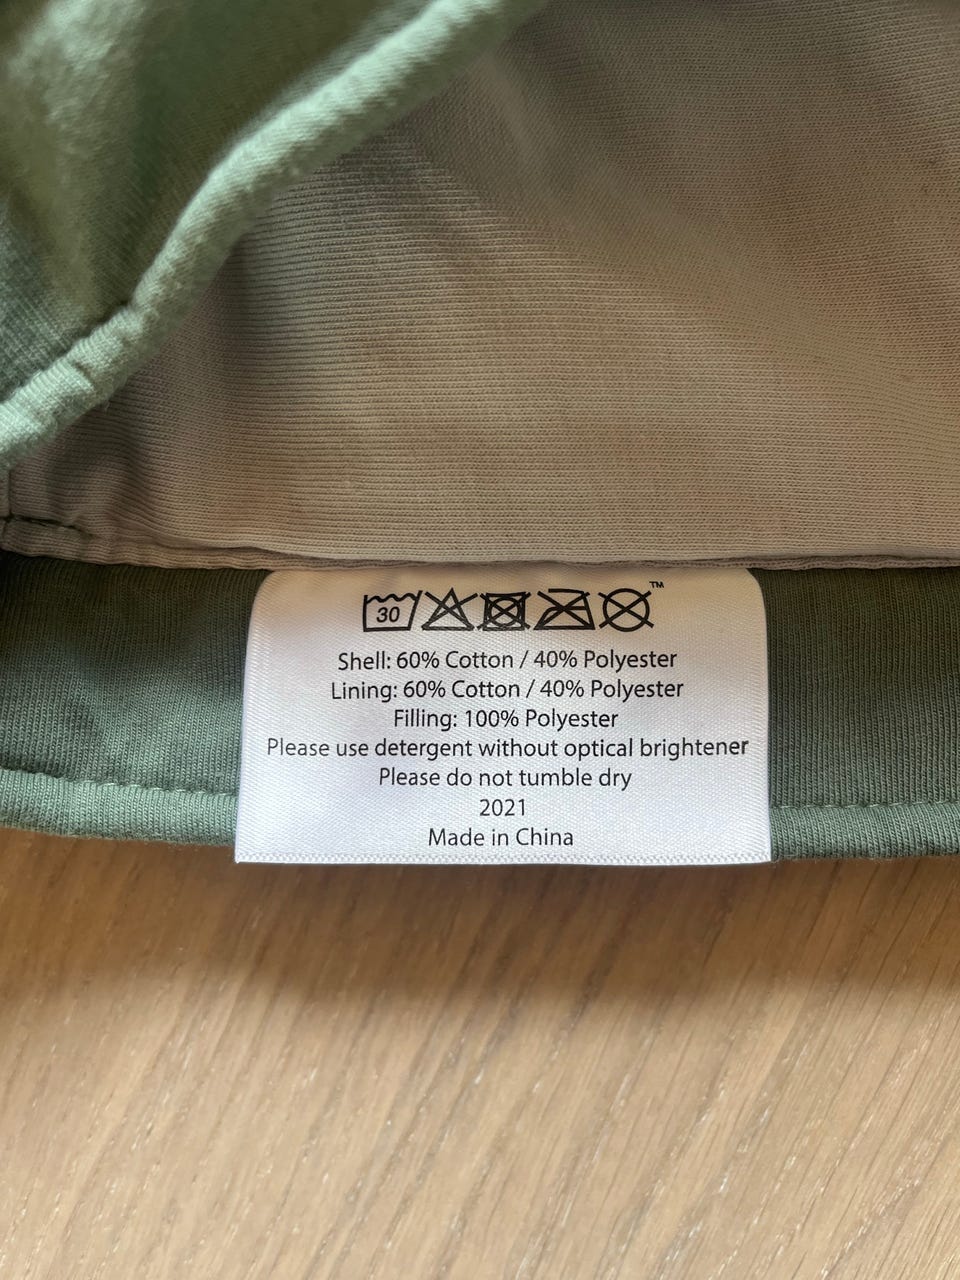 30
™
Shell: 60% Cotton / 40% Polyester
Lining: 60% Cotton / 40% Polyester
Filling: 100% Polyester
Please use detergent without optical brightener
Please do not tumble dry
2021
Made in China